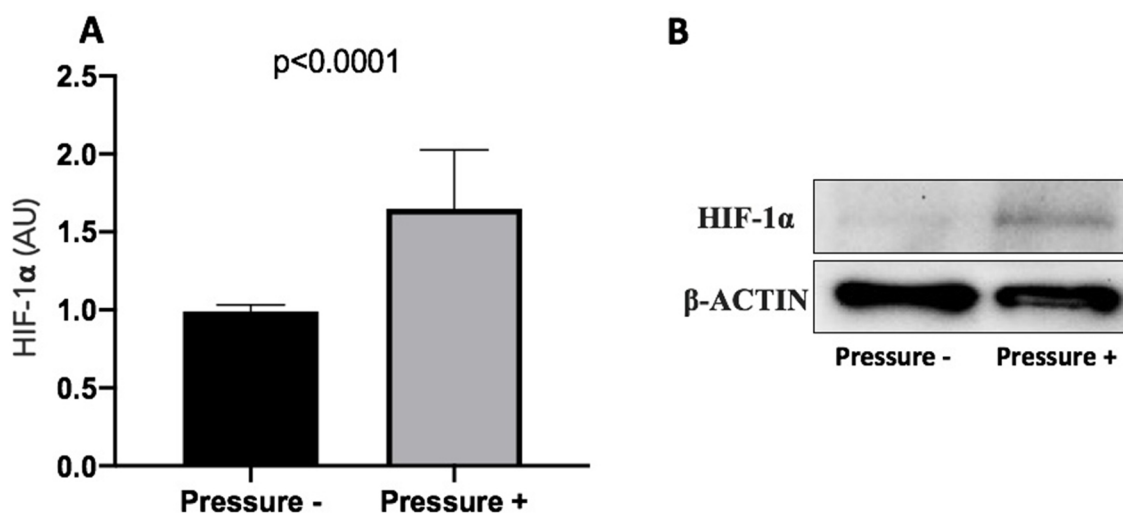 A
p<0.0001
2.5
2.0
1.5
1.0
0.5
0.0
HIF-1α (AU)
Pressure -
Pressure +
B
HIF-1α
β-ACTIN
Pressure -
Pressure +